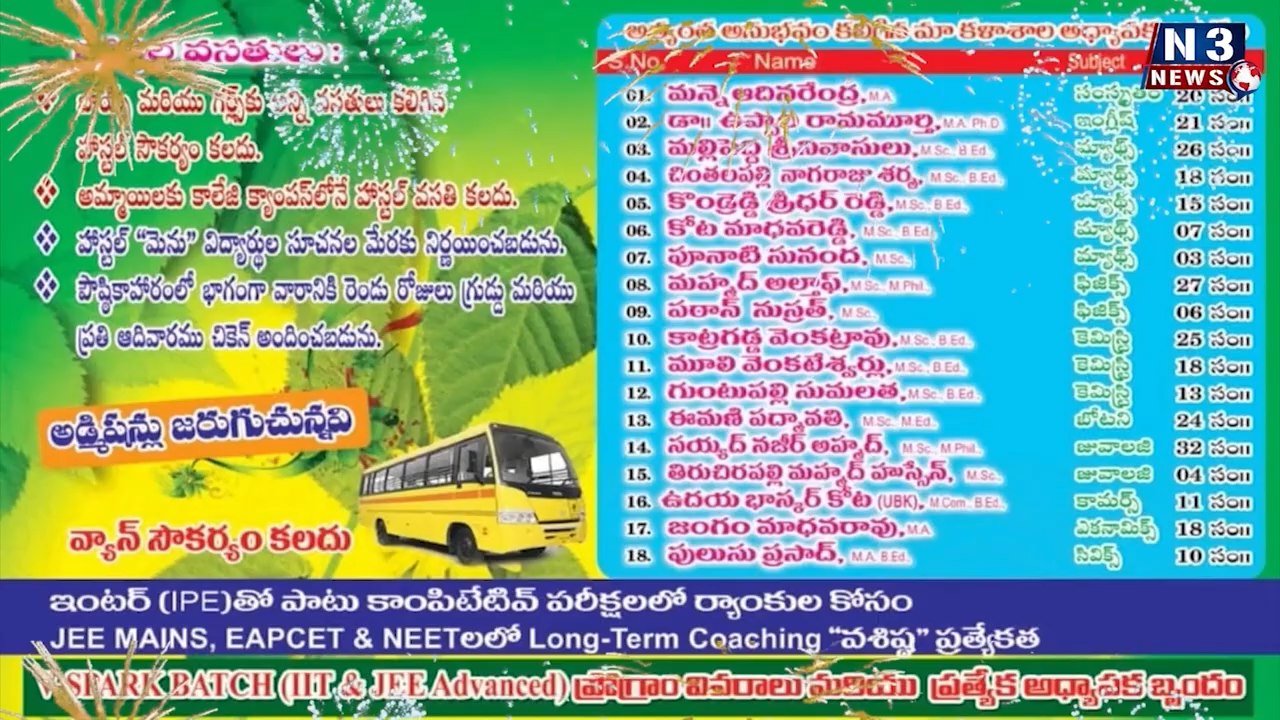 వసతులు :
మరియు గర్ల్స్‌కు అన్ని వసతులు కలిగిన
హాస్టల్ సౌకర్యం కలదు.
అమ్మాయిలకు కాలేజి క్యాంపస్‌లోనే హాస్టల్ వసతి కలదు.
హాస్టల్ “మెను” విద్యార్థుల సూచనల మేరకు నిర్ణయించబడును.
పౌష్ఠికాహారంలో భాగంగా వారానికి రెండు రోజులు గ్రుడ్డు మరియు
ప్రతి ఆదివారము చికెన్ అందించబడును.
అడ్మిషన్లు జరుగుచున్నవి
వ్యాన్ సౌకర్యం కలదు
అత్యంత అనుభవం కలిగిన మా కళాశాల అధ్యాపక
N3
NEWS
S.No. Name Subject
01. మన్నె ఆదినరేంద్ర, M.A. సంస్కృతం 20 సం॥
02. డా॥ ఉప్పల రామమూర్తి, M.A. Ph.D ఇంగ్లీష్ 21 సం॥
03. మల్లిపెద్ది శ్రీనివాసులు, M.Sc., B.Ed. మ్యాథ్స్ 26 సం॥
04. చింతలపల్లి నాగరాజు శర్మ, M.Sc., B.Ed. మ్యాథ్స్ 18 సం॥
05. కొండ్రెడ్డి శ్రీధర్ రెడ్డి, M.Sc., B.Ed. మ్యాథ్స్ 15 సం॥
06. కోట మాధవరెడ్డి, M.Sc., B.Ed. మ్యాథ్స్ 07 సం॥
07. పూనాటి సునంద, M.Sc., మ్యాథ్స్ 03 సం॥
08. మహ్మద్ అల్తాఫ్, M.Sc., M.Phil., ఫిజిక్స్ 27 సం॥
09. పఠాన్ నుస్రత్, M.Sc. ఫిజిక్స్ 06 సం॥
10. కాట్రగడ్డ వెంకట్రావు, M.Sc., B.Ed. కెమిస్ట్రి 25 సం॥
11. మూలి వెంకటేశ్వర్లు, M.Sc., B.Ed. కెమిస్ట్రి 18 సం॥
12. గుంటుపల్లి సుమలత, M.Sc., B.Ed., కెమిస్ట్రి 13 సం॥
13. ఈమణి పద్మావతి, M.Sc., M.Ed. బోటని 24 సం॥
14. సయ్యద్ నజీర్ అహ్మద్, M.Sc., M.Phil., జువాలజి 32 సం॥
15. తిరుచిరపల్లి మహ్మద్ హుస్సేన్, M.Sc. జువాలజి 04 సం॥
16. ఉదయ భాస్కర్ కోట (UBK), M.Com., B.Ed., కామర్స్ 11 సం॥
17. జంగం మాధవరావు, M.A. ఎకనామిక్స్ 18 సం॥
18. పులుసు ప్రసాద్, M.A. B.Ed. సివిక్స్ 10 సం॥
ఇంటర్ (IPE)తో పాటు కాంపిటేటివ్ పరీక్షలలో ర్యాంకుల కోసం
JEE MAINS, EAPCET & NEETలలో Long-Term Coaching “వశిష్ఠ” ప్రత్యేకత
V-SPARK BATCH (IIT & JEE Advanced) ప్రోగ్రాం వివరాలు మరియు ప్రత్యేక అధ్యాపక బృందం